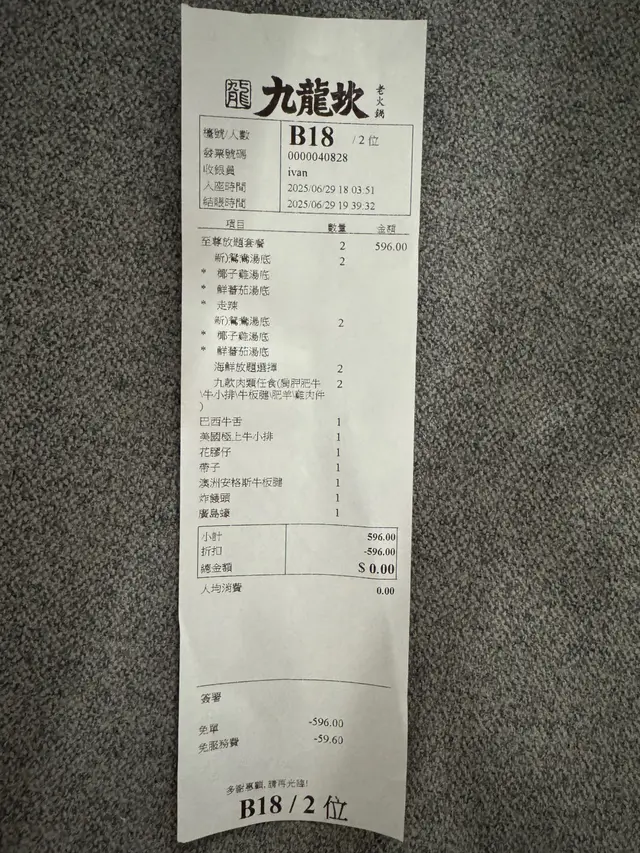 龍 九龍坎 老火鍋
檯號/人數 B18 / 2 位
發票號碼 0000040828
收銀員 ivan
入座時間 2025/06/29 18 03:51
結賬時間 2025/06/29 19 39:32
項目 數量 金額
至尊放題套餐 2 596.00
新)鴛鴦湯底 2
* 椰子雞湯底
* 鮮蕃茄湯底
* 走辣
新)鴛鴦湯底 2
* 椰子雞湯底
* 鮮蕃茄湯底
海鮮放題選擇 2
九款肉類任食(肩胛肥牛 2
\牛小排\牛板腱\肥羊\雞肉件
)
巴西牛舌 1
美國極上牛小排 1
花膠仔 1
帶子 1
澳洲安格斯牛板腱 1
炸饅頭 1
廣島蠔 1
小計 596.00
折扣 -596.00
總金額 $ 0.00
人均消費 0.00
簽署
免單 -596.00
免服務費 -59.60
多謝惠顧, 請再光臨!
B18 / 2 位